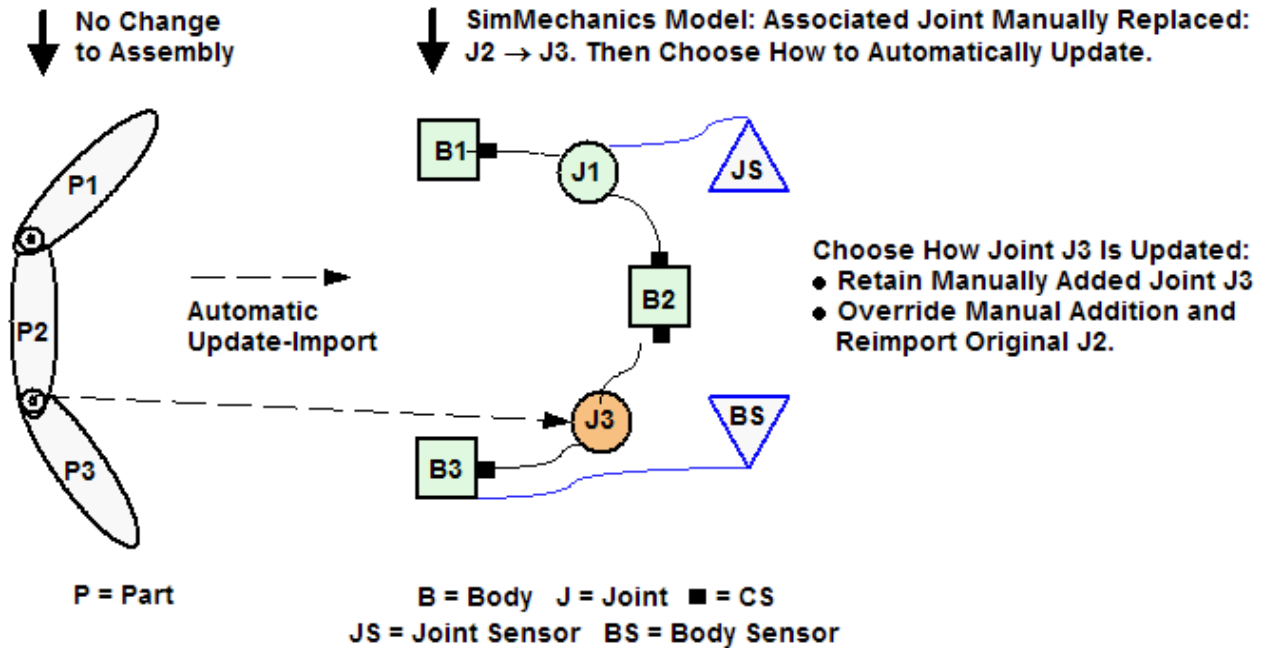 No Change
to Assembly
SimMechanics Model: Associated Joint Manually Replaced:
J2 → J3. Then Choose How to Automatically Update.
P1
P2
P3
Automatic
Update-Import
B1
J1
JS
B2
J3
B3
BS
Choose How Joint J3 Is Updated:
● Retain Manually Added Joint J3
● Override Manual Addition and
Reimport Original J2.
P = Part
B = Body J = Joint ■ = CS
JS = Joint Sensor BS = Body Sensor